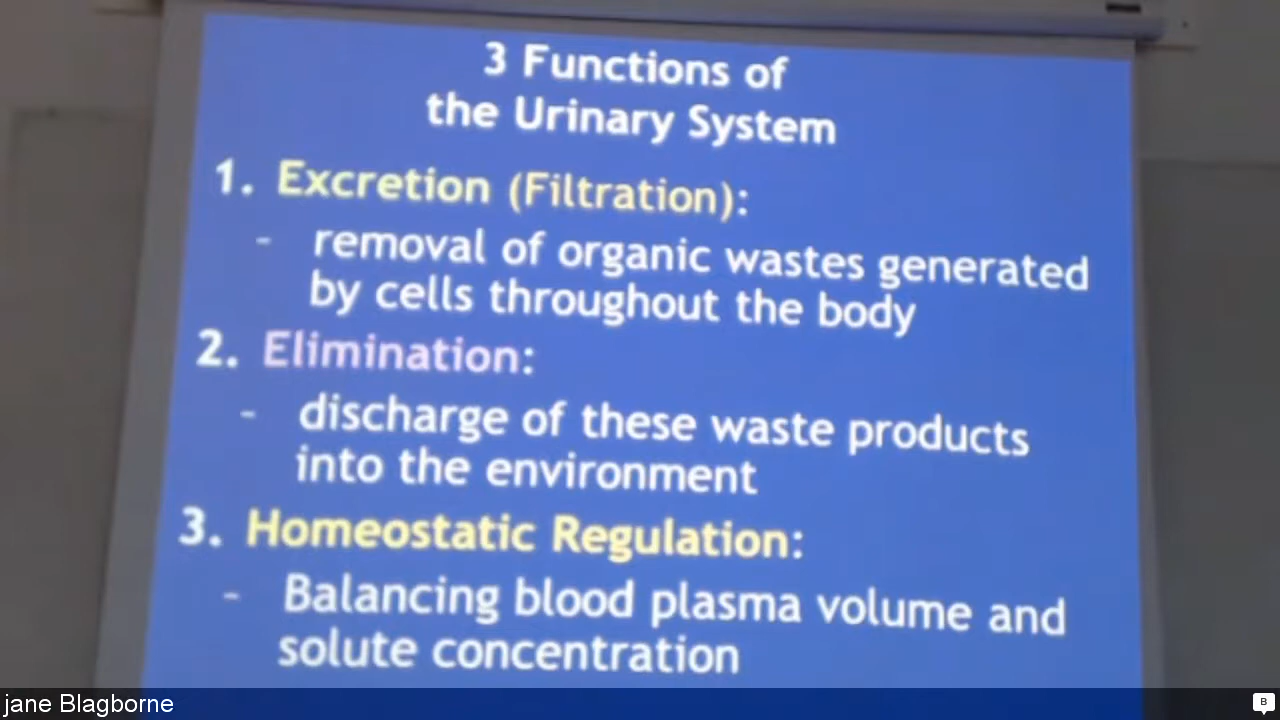 3 Functions of
the Urinary System
1. Excretion (Filtration):
- removal of organic wastes generated
by cells throughout the body
2. Elimination:
- discharge of these waste products
into the environment
3. Homeostatic Regulation:
- Balancing blood plasma volume and
solute concentration
jane Blagborne
B